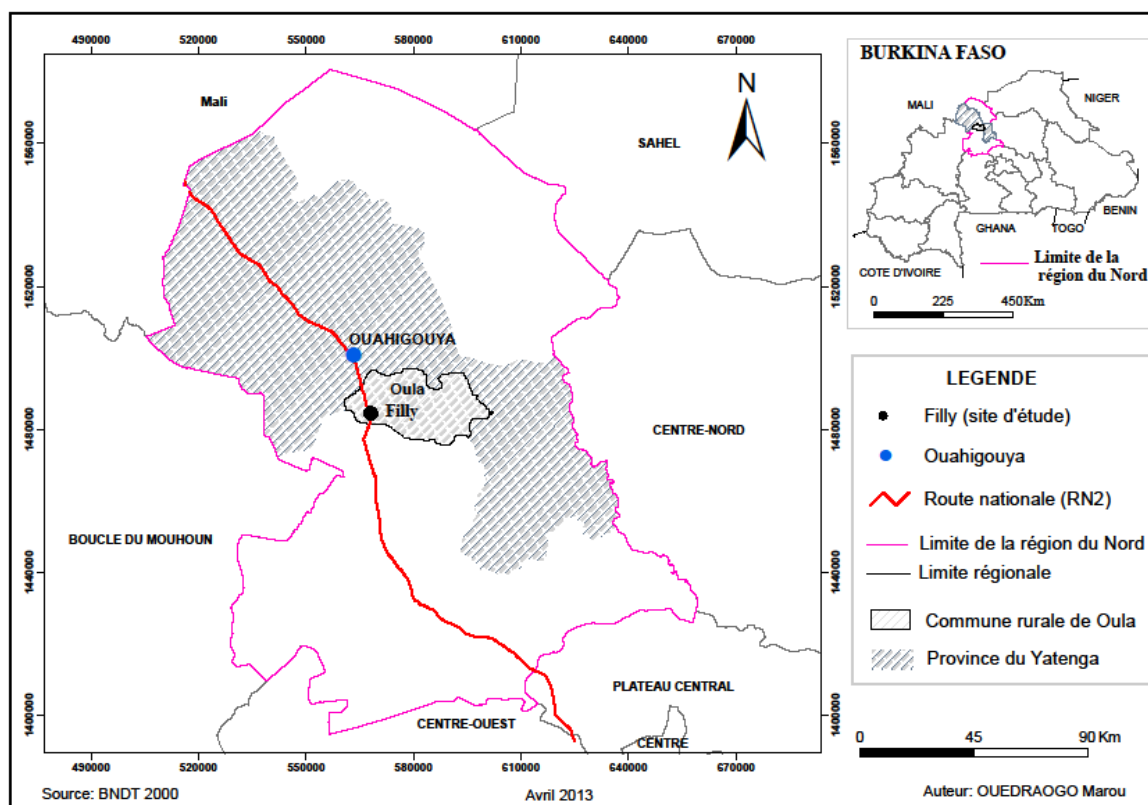 490000 520000 550000 580000 610000 640000 670000
1560000
1520000
1480000
1440000
1400000
Mali
SAHEL
N
OUAHIGOUYA
Oula
Filly
CENTRE-NORD
BOUCLE DU MOUHOUN
PLATEAU CENTRAL
CENTRE-OUEST
CENTRE
1560000
1520000
1480000
1440000
1400000
490000 520000 550000 580000 610000 640000 670000
BURKINA FASO
MALI
NIGER
BENIN
GHANA
TOGO
COTE D'IVOIRE
Limite de la
région du Nord
0 225 450 Km
LEGENDE
Filly (site d'étude)
Ouahigouya
Route nationale (RN2)
Limite de la région du Nord
Limite régionale
Commune rurale de Oula
Province du Yatenga
0 45 90 Km
Source: BNDT 2000
Avril 2013
Auteur: OUEDRAOGO Marou